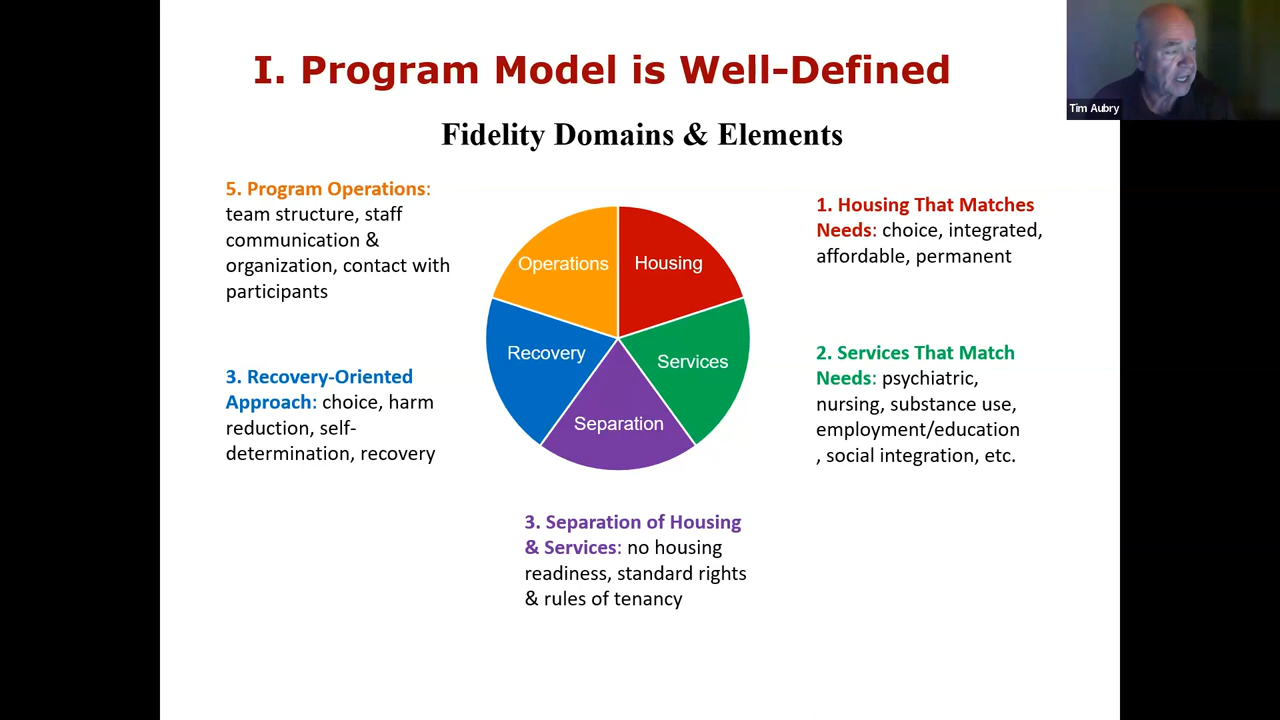 I. Program Model is Well-Defined
Tim Aubry
Fidelity Domains & Elements
5. Program Operations:
team structure, staff
communication &
organization, contact with
participants
1. Housing That Matches
Needs: choice, integrated,
affordable, permanent
Operations
Housing
Recovery
Services
Separation
3. Recovery-Oriented
Approach: choice, harm
reduction, self-
determination, recovery
2. Services That Match
Needs: psychiatric,
nursing, substance use,
employment/education
, social integration, etc.
3. Separation of Housing
& Services: no housing
readiness, standard rights
& rules of tenancy